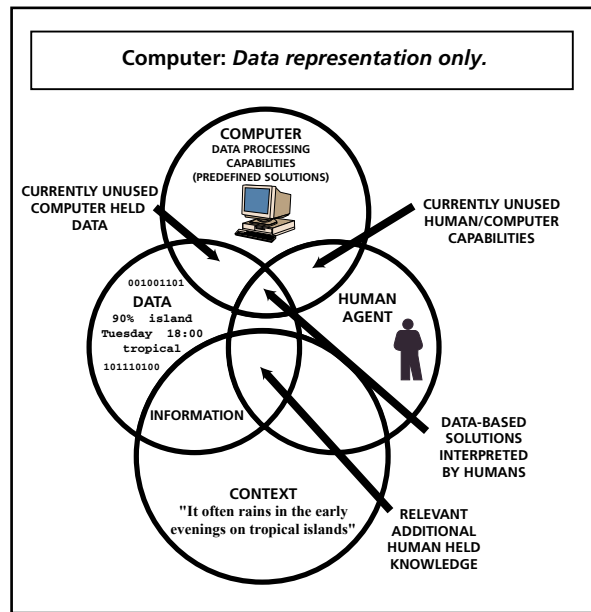 Computer: Data representation only.
COMPUTER
DATA PROCESSING
CAPABILITIES
(PREDEFINED SOLUTIONS)
CURRENTLY UNUSED
COMPUTER HELD
DATA
CURRENTLY UNUSED
HUMAN/COMPUTER
CAPABILITIES
001001101
DATA
90% island
Tuesday 18:00
tropical
101110100
HUMAN
AGENT
INFORMATION
DATA-BASED
SOLUTIONS
INTERPRETED
BY HUMANS
CONTEXT
"It often rains in the early
evenings on tropical islands"
RELEVANT
ADDITIONAL
HUMAN HELD
KNOWLEDGE